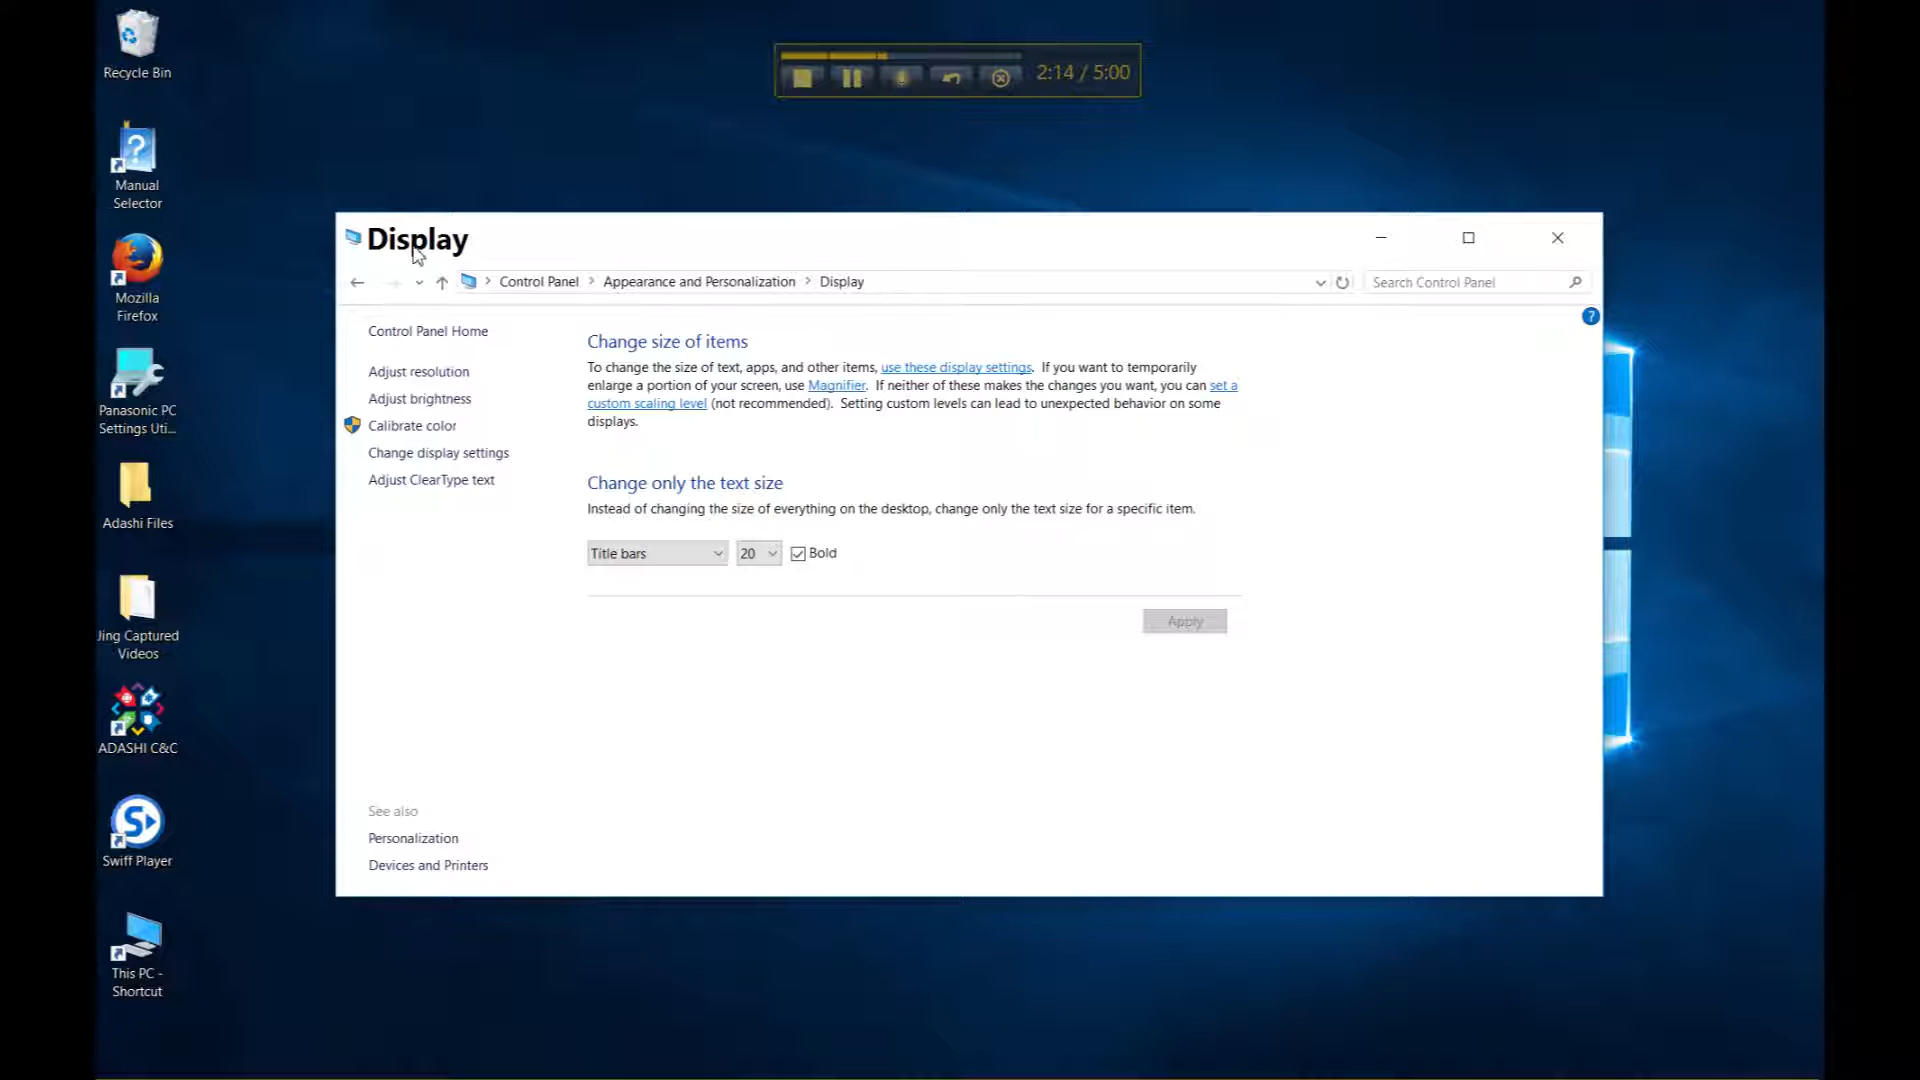 Recycle Bin
Manual
Selector
Mozilla
Firefox
Panasonic PC
Settings Uti...
Adashi Files
Jing Captured
Videos
ADASHI C&C
Swiff Player
This PC -
Shortcut
2:14 / 5:00
Display
Control Panel > Appearance and Personalization > Display
Search Control Panel
?
Control Panel Home
Adjust resolution
Adjust brightness
Calibrate color
Change display settings
Adjust ClearType text
See also
Personalization
Devices and Printers
Change size of items
To change the size of text, apps, and other items, use these display settings. If you want to temporarily
enlarge a portion of your screen, use Magnifier. If neither of these makes the changes you want, you can set a
custom scaling level (not recommended). Setting custom levels can lead to unexpected behavior on some
displays.
Change only the text size
Instead of changing the size of everything on the desktop, change only the text size for a specific item.
Title bars 20 Bold
Apply